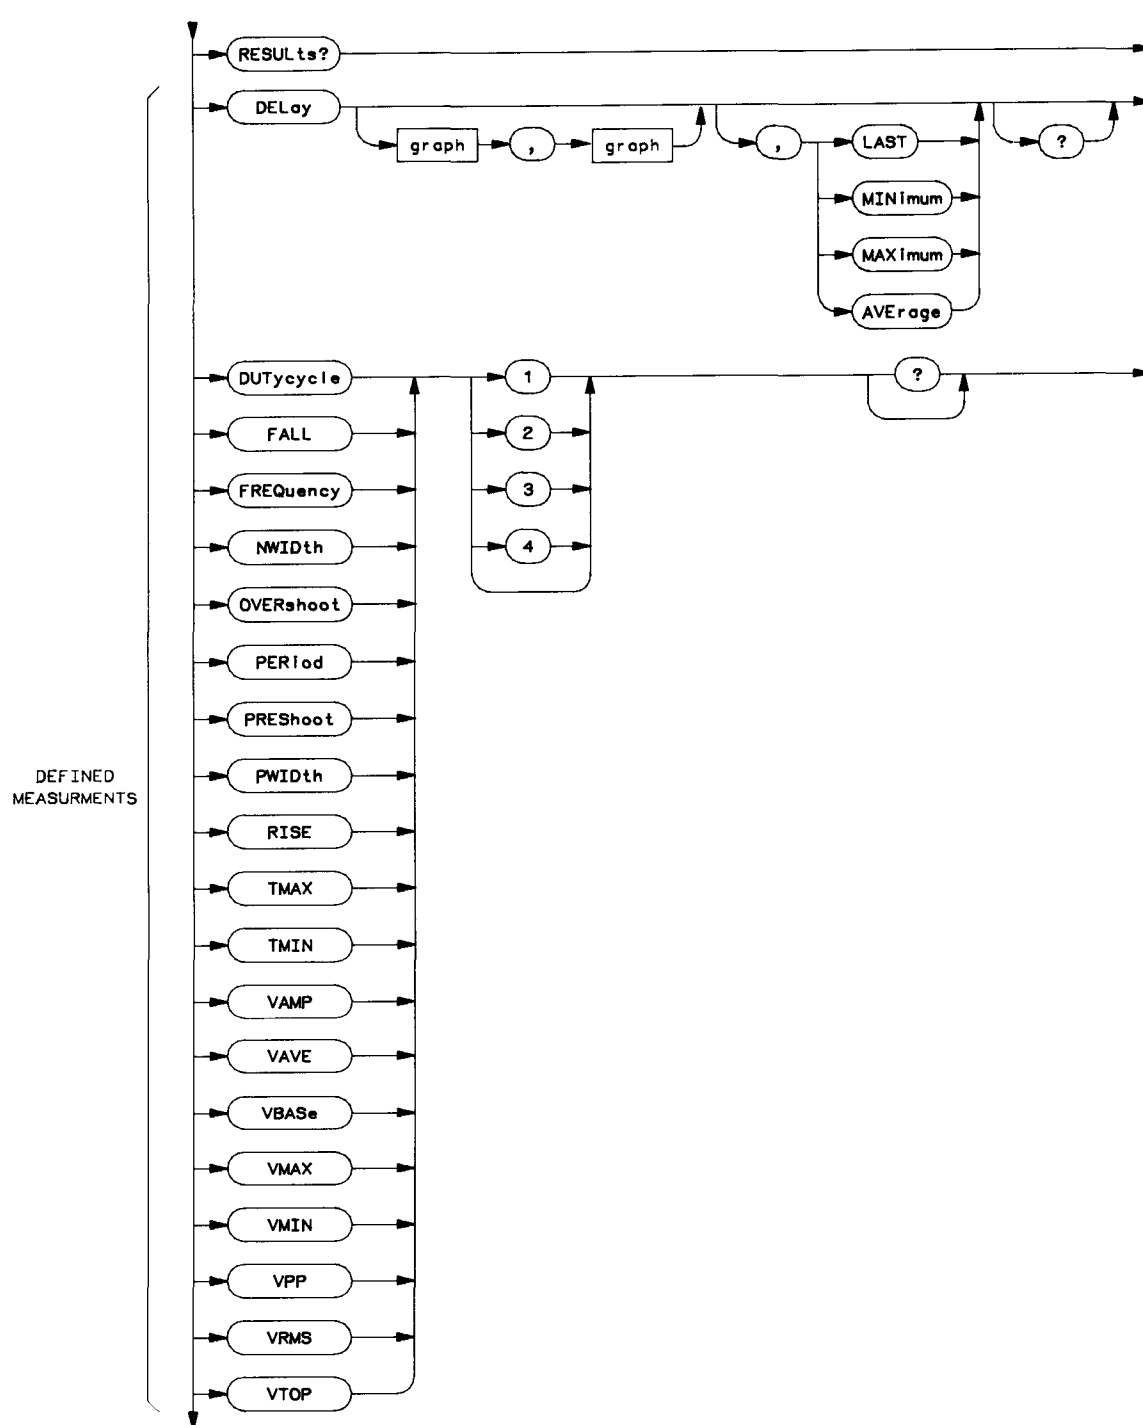 RESULts?
DELay
graph , graph , LAST ?
MINimum
MAXimum
AVErage
DUTycycle 1 ?
FALL 2
FREQuency 3
NWIDth 4
OVERshoot
PERiod
PREShoot
PWIDth
DEFINED
MEASURMENTS
RISE
TMAX
TMIN
VAMP
VAVE
VBASe
VMAX
VMIN
VPP
VRMS
VTOP